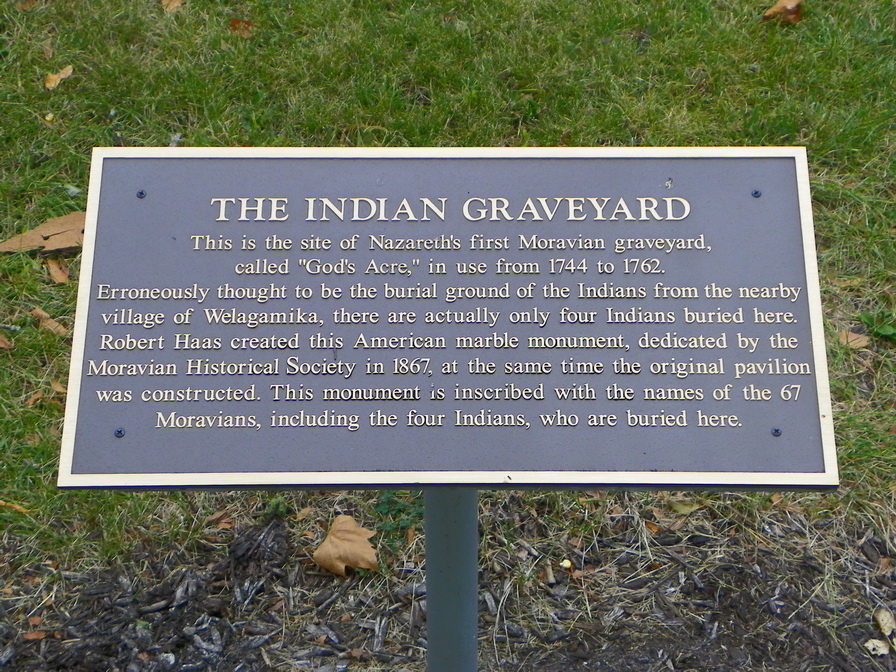 THE INDIAN GRAVEYARD
This is the site of Nazareth's first Moravian graveyard,
called "God's Acre," in use from 1744 to 1762.
Erroneously thought to be the burial ground of the Indians from the nearby
village of Welagamika, there are actually only four Indians buried here.
Robert Haas created this American marble monument, dedicated by the
Moravian Historical Society in 1867, at the same time the original pavilion
was constructed. This monument is inscribed with the names of the 67
Moravians, including the four Indians, who are buried here.